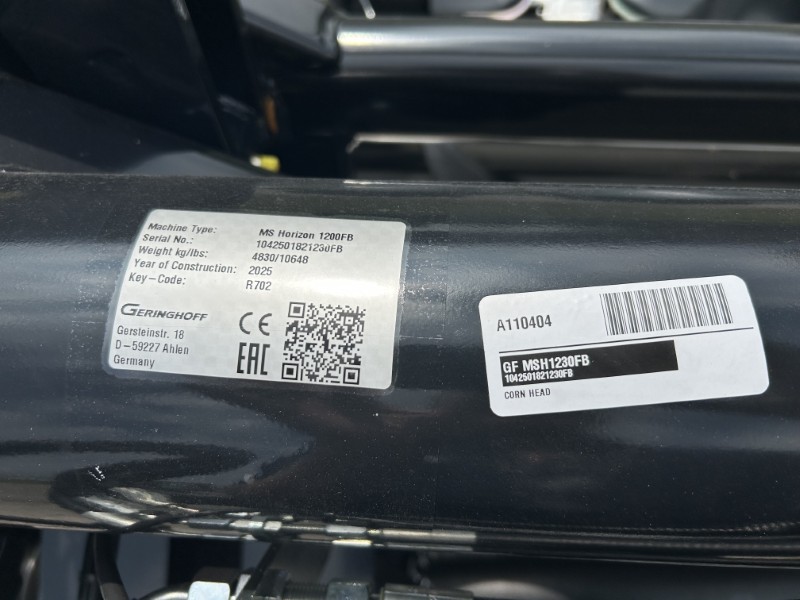 Machine Type: MS Horizon 1200FB
Serial No.: 1042501821230FB
Weight kg/lbs: 4830/10648
Year of Construction: 2025
Key-Code: R702
GERINGHOFF
Gersteinstr. 18
D-59227 Ahlen
Germany
CE
EAC
A110404
GF MSH1230FB
1042501821230FB
CORN HEAD